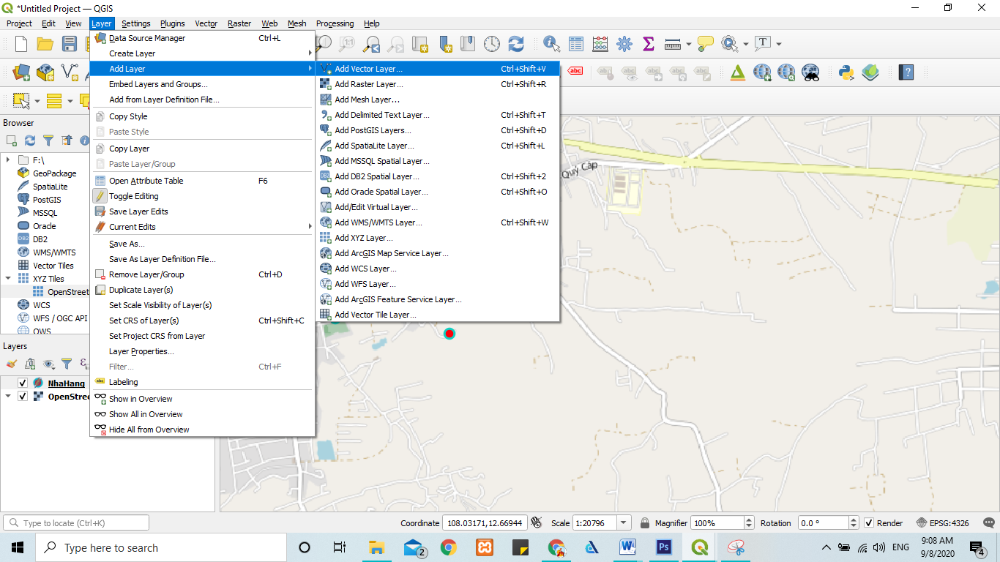 *Untitled Project — QGIS
Project Edit View Layer Settings Plugins Vector Raster Web Mesh Processing Help
Data Source Manager Ctrl+L
Create Layer
Add Layer
Embed Layers and Groups...
Add from Layer Definition File...
Copy Style
Paste Style
Copy Layer
Paste Layer/Group
Open Attribute Table F6
Toggle Editing
Save Layer Edits
Current Edits
Save As...
Save As Layer Definition File...
Remove Layer/Group Ctrl+D
Duplicate Layer(s)
Set Scale Visibility of Layer(s)
Set CRS of Layer(s) Ctrl+Shift+C
Set Project CRS from Layer
Layer Properties...
Filter... Ctrl+F
abc Labeling
Show in Overview
Show All in Overview
Hide All from Overview
Add Vector Layer... Ctrl+Shift+V
Add Raster Layer... Ctrl+Shift+R
Add Mesh Layer...
Add Delimited Text Layer... Ctrl+Shift+T
Add PostGIS Layers... Ctrl+Shift+D
Add SpatiaLite Layer... Ctrl+Shift+L
Add MSSQL Spatial Layer...
DB2 Add DB2 Spatial Layer... Ctrl+Shift+2
Add Oracle Spatial Layer... Ctrl+Shift+O
Add/Edit Virtual Layer...
Add WMS/WMTS Layer... Ctrl+Shift+W
Add XYZ Layer...
Add ArcGIS Map Service Layer...
Add WCS Layer...
Add WFS Layer...
Add ArcGIS Feature Service Layer...
Add Vector Tile Layer...
1:1
Σ
T
abc
abc
abc
abc
abc
abc
Browser
F:\
GeoPackage
SpatiaLite
PostGIS
MSSQL
Oracle
DB2 DB2
WMS/WMTS
Vector Tiles
XYZ Tiles
OpenStreet
WCS
WFS / OGC API
OWS
Layers
NhaHang
OpenStree
Quý Cáp
Type to locate (Ctrl+K)
Coordinate 108.03171,12.66944 Scale 1:20796 Magnifier 100% Rotation 0.0 ° Render EPSG:4326
Type here to search
2
W
Ps
ENG
9:08 AM
9/8/2020
4